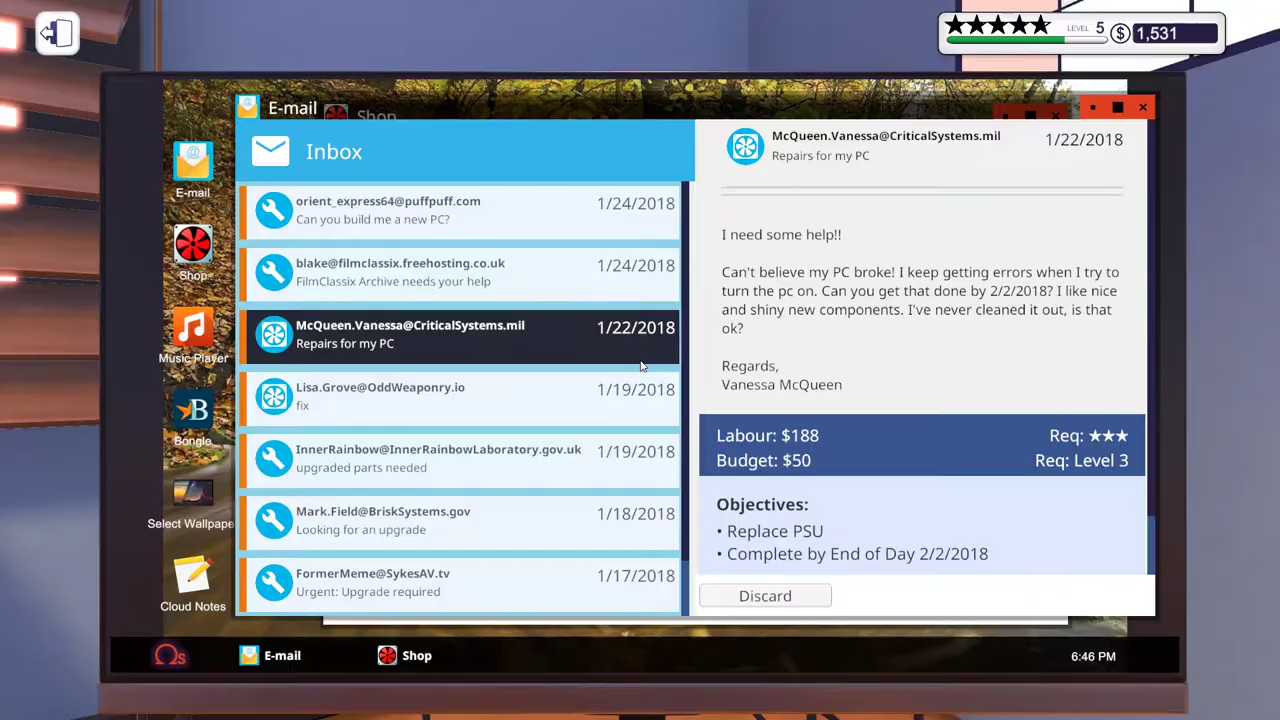 LEVEL 5 $ 1,531
E-mail
Shop
Inbox
orient_express64@puffpuff.com 1/24/2018
Can you build me a new PC?
blake@filmclassix.freehosting.co.uk 1/24/2018
FilmClassix Archive needs your help
McQueen.Vanessa@CriticalSystems.mil 1/22/2018
Repairs for my PC
Lisa.Grove@OddWeaponry.io 1/19/2018
fix
InnerRainbow@InnerRainbowLaboratory.gov.uk 1/19/2018
upgraded parts needed
Mark.Field@BriskSystems.gov 1/18/2018
Looking for an upgrade
FormerMeme@SykesAV.tv 1/17/2018
Urgent: Upgrade required
McQueen.Vanessa@CriticalSystems.mil 1/22/2018
Repairs for my PC
I need some help!!
Can't believe my PC broke! I keep getting errors when I try to
turn the pc on. Can you get that done by 2/2/2018? I like nice
and shiny new components. I've never cleaned it out, is that
ok?
Regards,
Vanessa McQueen
Labour: $188 Req: ★★★
Budget: $50 Req: Level 3
Objectives:
• Replace PSU
• Complete by End of Day 2/2/2018
Discard
E-mail
Shop
Music Player
B
Bongle
Select Wallpape
Cloud Notes
Ωs
E-mail
Shop
6:46 PM